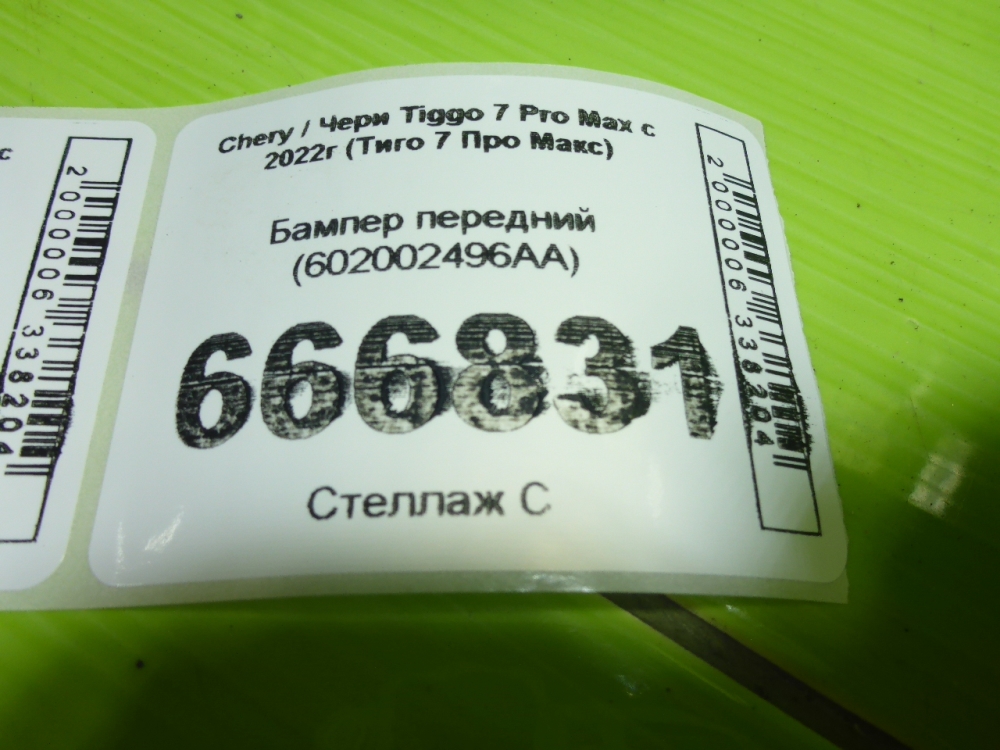 Chery / Чери Tiggo 7 Pro Max с
2022г (Тиго 7 Про Макс)
Бампер передний
(602002496AA)
666831
Стеллаж С
2000006338204
с
2000006338204